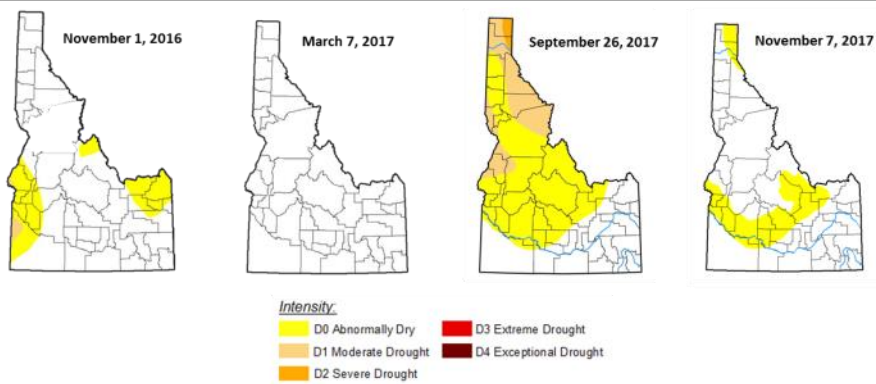 November 1, 2016
March 7, 2017
September 26, 2017
November 7, 2017
Intensity:
D0 Abnormally Dry
D3 Extreme Drought
D1 Moderate Drought
D4 Exceptional Drought
D2 Severe Drought